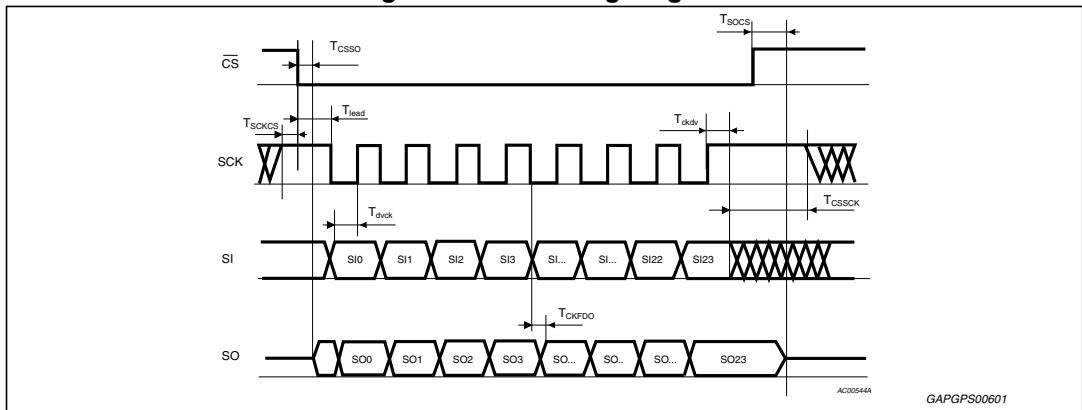 T_SOCS
T_CSSO
CS
T_lead
T_SCKCS
T_ckdv
SCK
T_CSSCK
T_dvck
SI
SI0 SI1 SI2 SI3 SI... SI... SI22 SI23
T_CKFDO
SO
SO0 SO1 SO2 SO3 SO... SO.. SO... SO23
AC00544A
GAPGPS00601